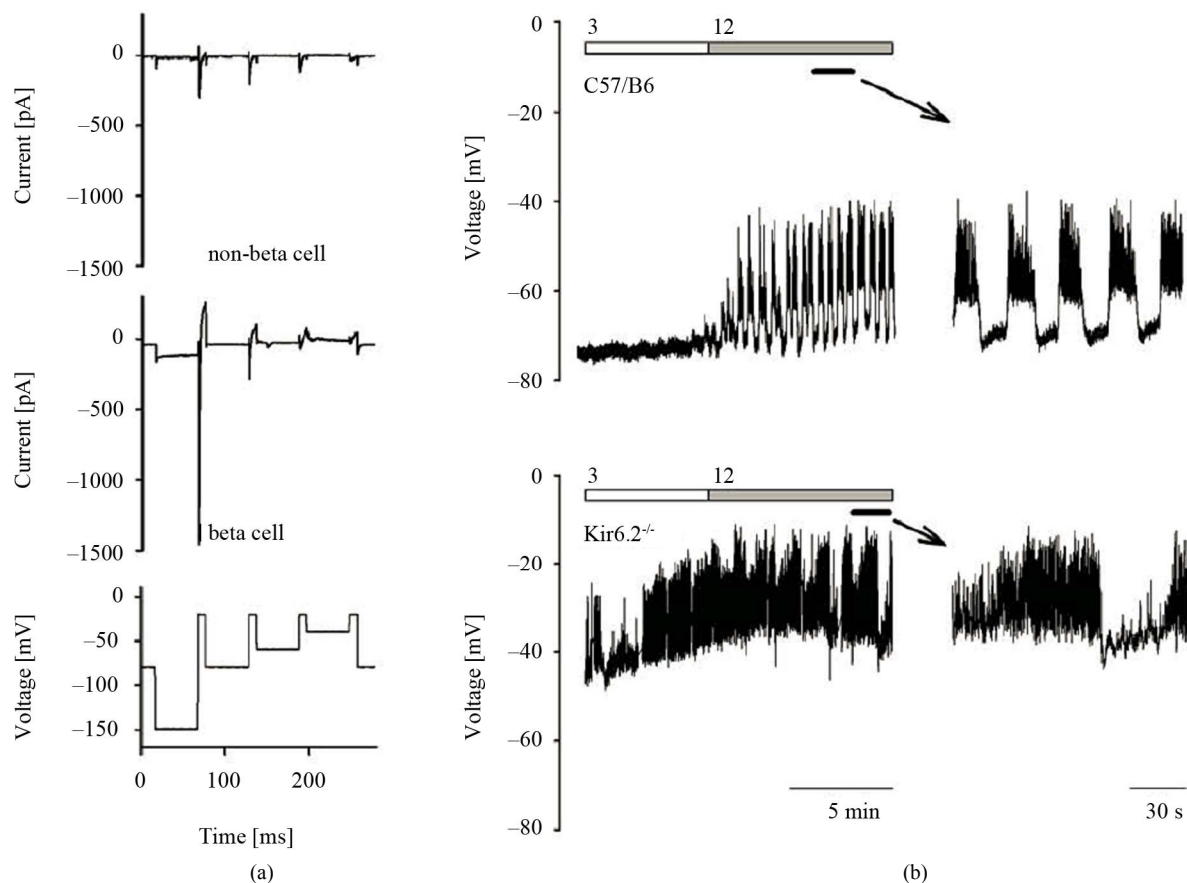 0
−500
−1000
−1500
Current [pA]
non-beta cell
0
−500
−1000
−1500
Current [pA]
beta cell
0
−50
−100
−150
Voltage [mV]
0 100 200
Time [ms]
(a)
0
−20
−40
−60
−80
Voltage [mV]
3 12
C57/B6
0
−20
−40
−60
−80
Voltage [mV]
3 12
Kir6.2-/-
5 min 30 s
(b)